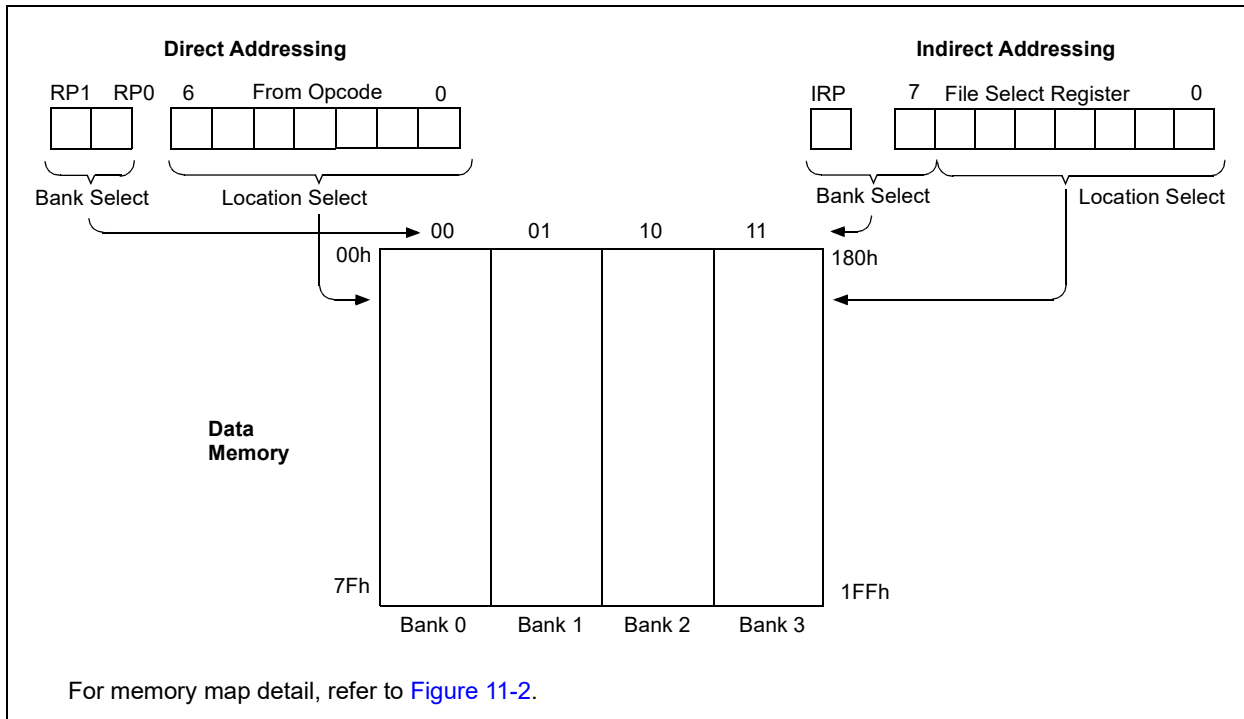 Direct Addressing
Indirect Addressing
RP1 RP0 6 From Opcode 0
IRP 7 File Select Register 0
Bank Select Location Select
Bank Select Location Select
00 01 10 11
00h
180h
Data
Memory
7Fh
1FFh
Bank 0 Bank 1 Bank 2 Bank 3
For memory map detail, refer to Figure 11-2.